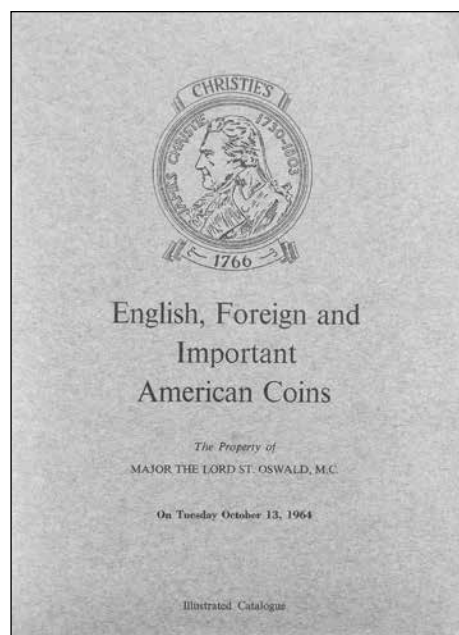 CHRISTIE'S
JAMES CHRISTIE 1730-1803
1766
English, Foreign and
Important
American Coins
The Property of
MAJOR THE LORD ST. OSWALD, M.C.
On Tuesday October 13, 1964
Illustrated Catalogue